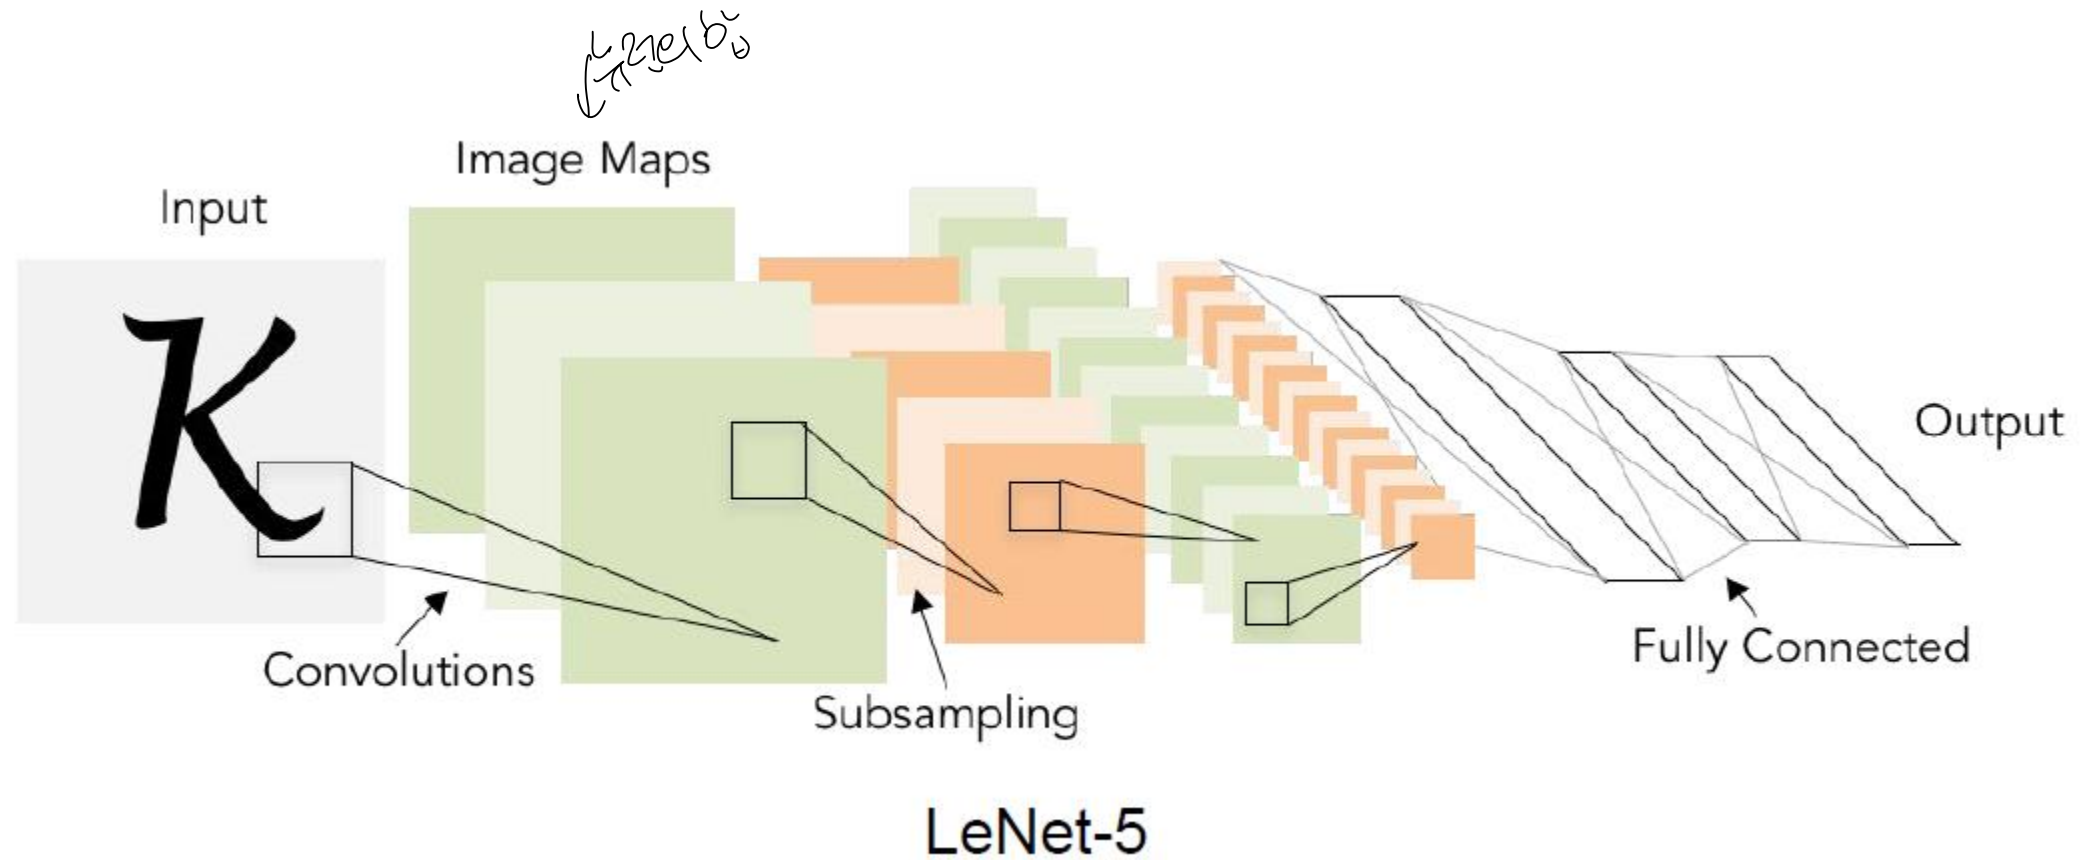 Image Maps
Input
K
Output
Convolutions
Fully Connected
Subsampling
LeNet-5